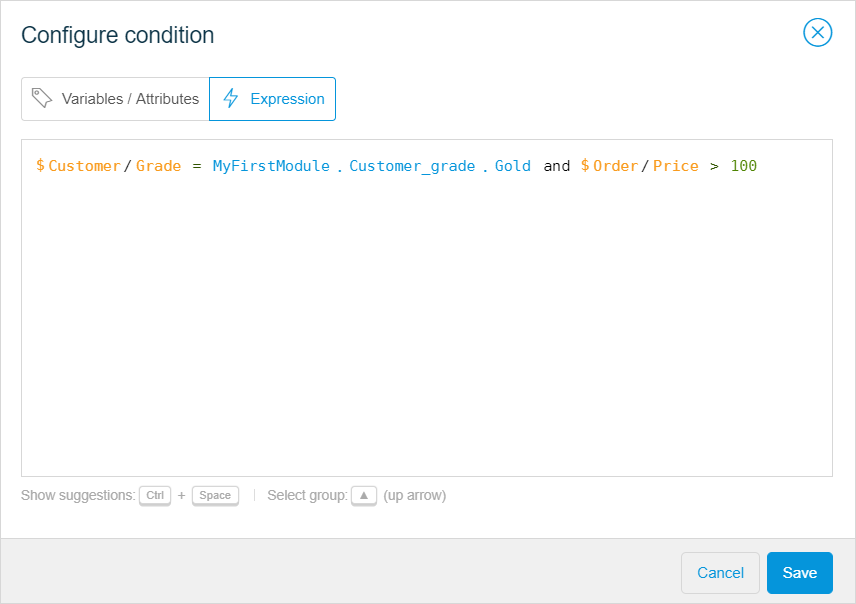 Configure condition
Variables / Attributes Expression
$Customer/Grade = MyFirstModule.Customer_grade.Gold and $Order/Price > 100
Show suggestions: Ctrl + Space | Select group: ▲ (up arrow)
Cancel Save